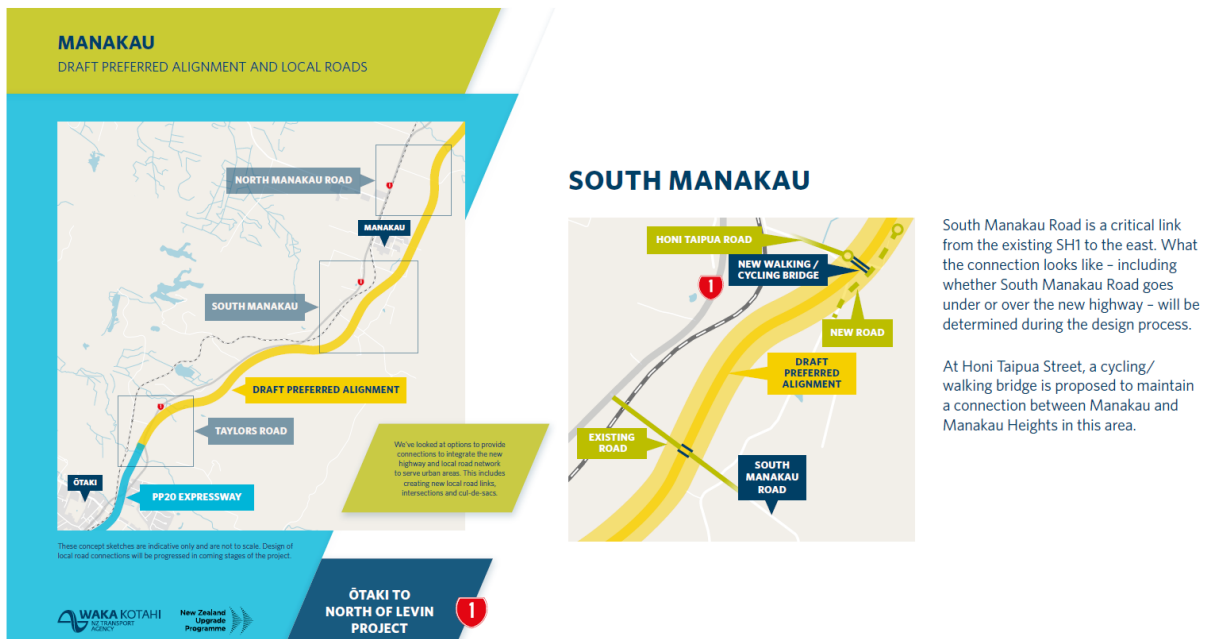 MANAKAU
DRAFT PREFERRED ALIGNMENT AND LOCAL ROADS
NORTH MANAKAU ROAD
1
MANAKAU
SOUTH MANAKAU
1
DRAFT PREFERRED ALIGNMENT
1
TAYLORS ROAD
ŌTAKI
PP2O EXPRESSWAY
We've looked at options to provide
connections to integrate the new
highway and local road network
to serve urban areas. This includes
creating new local road links,
intersections and cul-de-sacs.
These concept sketches are indicative only and are not to scale. Design of
local road connections will be progressed in coming stages of the project.
WAKA KOTAHI
NZ TRANSPORT
AGENCY
New Zealand
Upgrade
Programme
ŌTAKI TO
NORTH OF LEVIN
PROJECT
1
SOUTH MANAKAU
HONI TAIPUA ROAD
NEW WALKING /
CYCLING BRIDGE
1
NEW ROAD
DRAFT
PREFERRED
ALIGNMENT
EXISTING
ROAD
SOUTH
MANAKAU
ROAD
South Manakau Road is a critical link
from the existing SH1 to the east. What
the connection looks like – including
whether South Manakau Road goes
under or over the new highway – will be
determined during the design process.
At Honi Taipua Street, a cycling/
walking bridge is proposed to maintain
a connection between Manakau and
Manakau Heights in this area.